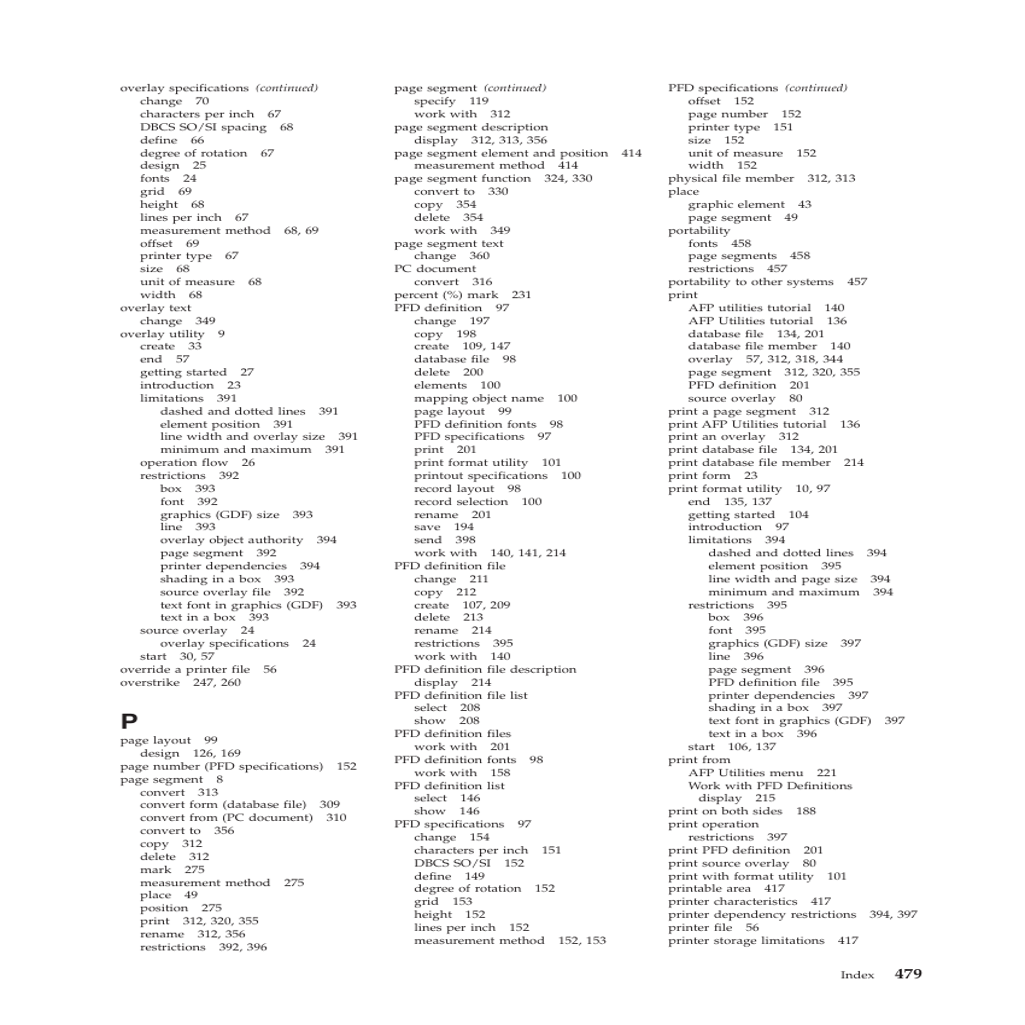 overlay specifications (continued)
change 70
characters per inch 67
DBCS SO/SI spacing 68
define 66
degree of rotation 67
design 25
fonts 24
grid 69
height 68
lines per inch 67
measurement method 68, 69
offset 69
printer type 67
size 68
unit of measure 68
width 68
overlay text
change 349
overlay utility 9
create 33
end 57
getting started 27
introduction 23
limitations 391
dashed and dotted lines 391
element position 391
line width and overlay size 391
minimum and maximum 391
operation flow 26
restrictions 392
box 393
font 392
graphics (GDF) size 393
line 393
overlay object authority 394
page segment 392
printer dependencies 394
shading in a box 393
source overlay file 392
text font in graphics (GDF) 393
text in a box 393
source overlay 24
overlay specifications 24
start 30, 57
override a printer file 56
overstrike 247, 260
P
page layout 99
design 126, 169
page number (PFD specifications) 152
page segment 8
convert 313
convert form (database file) 309
convert from (PC document) 310
convert to 356
copy 312
delete 312
mark 275
measurement method 275
place 49
position 275
print 312, 320, 355
rename 312, 356
restrictions 392, 396
page segment (continued)
specify 119
work with 312
page segment description
display 312, 313, 356
page segment element and position 414
measurement method 414
page segment function 324, 330
convert to 330
copy 354
delete 354
work with 349
page segment text
change 360
PC document
convert 316
percent (%) mark 231
PFD definition 97
change 197
copy 198
create 109, 147
database file 98
delete 200
elements 100
mapping object name 100
page layout 99
PFD definition fonts 98
PFD specifications 97
print 201
print format utility 101
printout specifications 100
record layout 98
record selection 100
rename 201
save 194
send 398
work with 140, 141, 214
PFD definition file
change 211
copy 212
create 107, 209
delete 213
rename 214
restrictions 395
work with 140
PFD definition file description
display 214
PFD definition file list
select 208
show 208
PFD definition files
work with 201
PFD definition fonts 98
work with 158
PFD definition list
select 146
show 146
PFD specifications 97
change 154
characters per inch 151
DBCS SO/SI 152
define 149
degree of rotation 152
grid 153
height 152
lines per inch 152
measurement method 152, 153
PFD specifications (continued)
offset 152
page number 152
printer type 151
size 152
unit of measure 152
width 152
physical file member 312, 313
place
graphic element 43
page segment 49
portability
fonts 458
page segments 458
restrictions 457
portability to other systems 457
print
AFP utilities tutorial 140
AFP Utilities tutorial 136
database file 134, 201
database file member 140
overlay 57, 312, 318, 344
page segment 312, 320, 355
PFD definition 201
source overlay 80
print a page segment 312
print AFP Utilities tutorial 136
print an overlay 312
print database file 134, 201
print database file member 214
print form 23
print format utility 10, 97
end 135, 137
getting started 104
introduction 97
limitations 394
dashed and dotted lines 394
element position 395
line width and page size 394
minimum and maximum 394
restrictions 395
box 396
font 395
graphics (GDF) size 397
line 396
page segment 396
PFD definition file 395
printer dependencies 397
shading in a box 397
text font in graphics (GDF) 397
text in a box 396
start 106, 137
print from
AFP Utilities menu 221
Work with PFD Definitions
display 215
print on both sides 188
print operation
restrictions 397
print PFD definition 201
print source overlay 80
print with format utility 101
printable area 417
printer characteristics 417
printer dependency restrictions 394, 397
printer file 56
printer storage limitations 417
Index 479